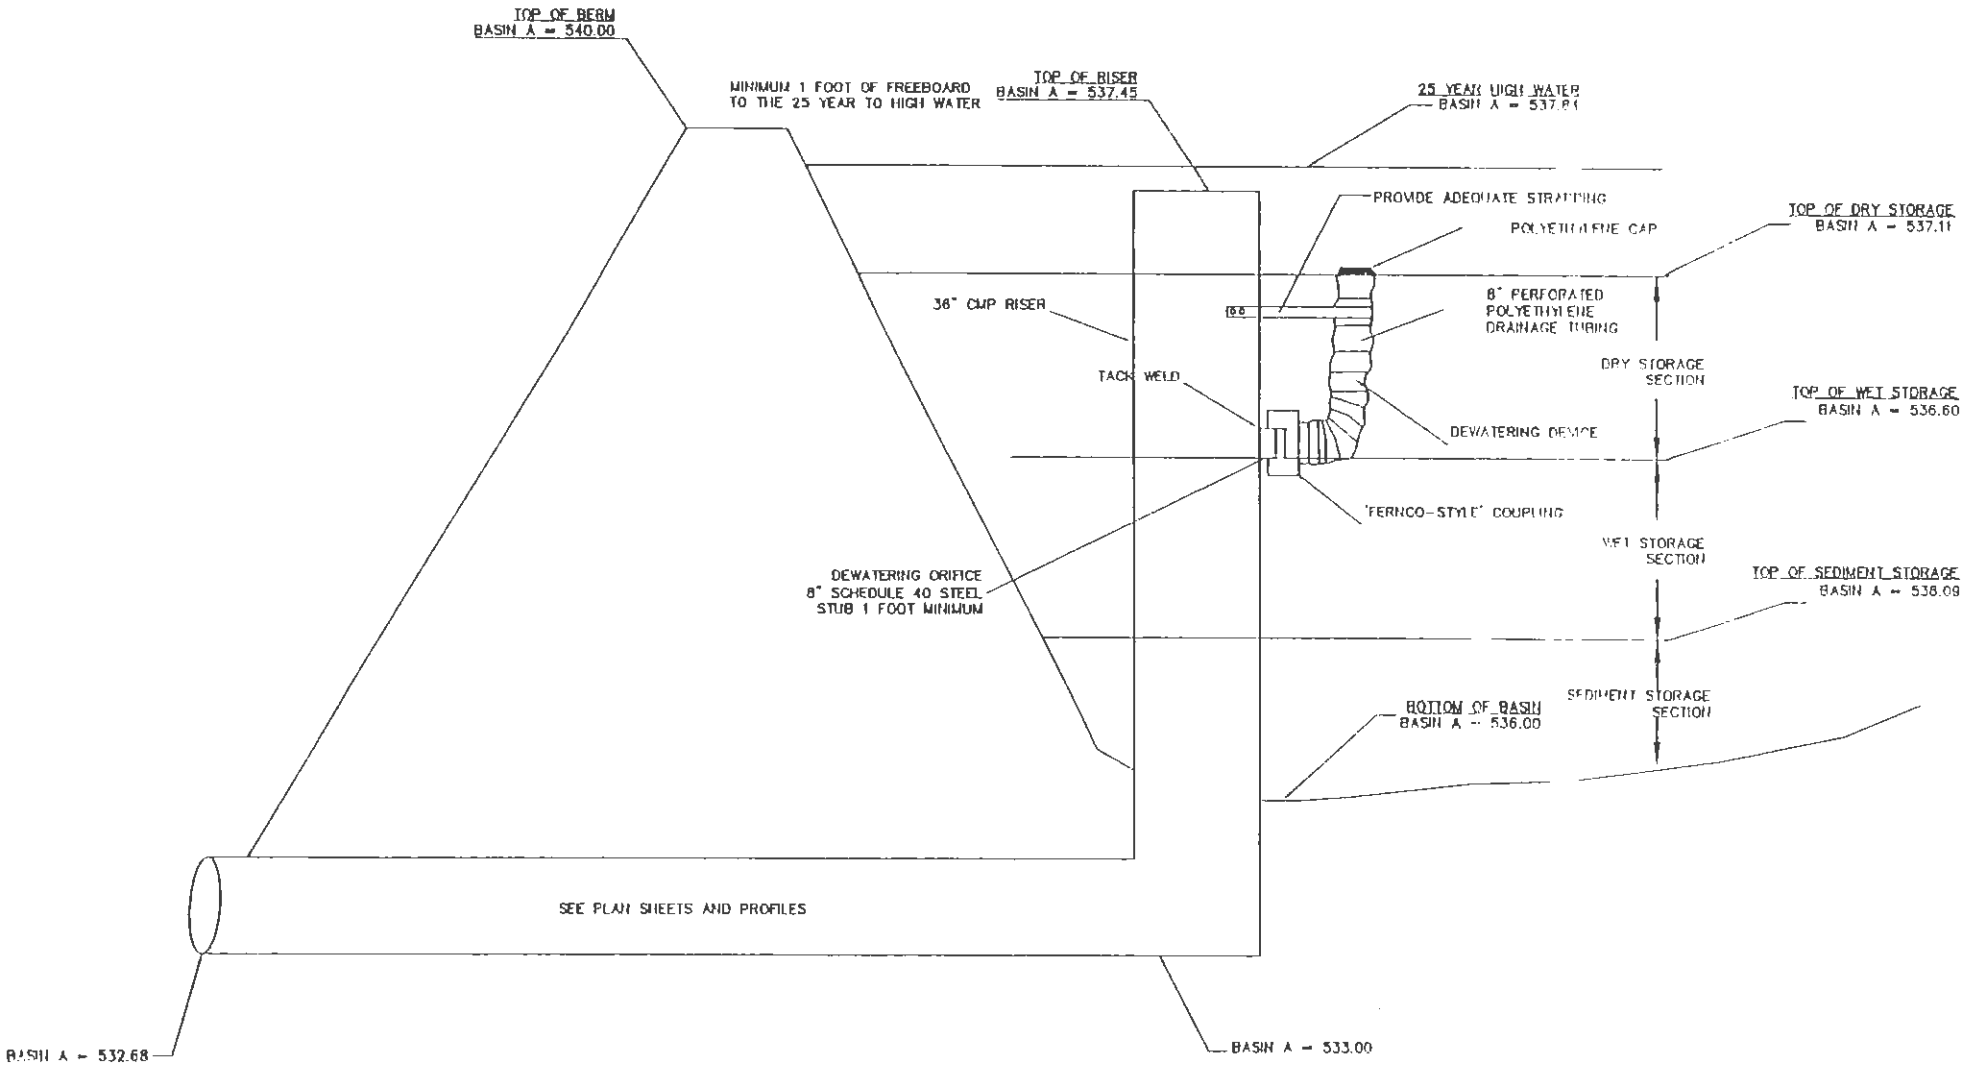 TOP OF BERM
BASIN A = 540.00
MINIMUM 1 FOOT OF FREEBOARD
TO THE 25 YEAR TO HIGH WATER
TOP OF RISER
BASIN A = 537.45
25 YEAR HIGH WATER
BASIN A = 537.81
PROVIDE ADEQUATE STRAPPING
POLYETHYLENE CAP
TOP OF DRY STORAGE
BASIN A = 537.11
36" CMP RISER
8" PERFORATED
POLYETHYLENE
DRAINAGE TUBING
DRY STORAGE
SECTION
TACK WELD
TOP OF WET STORAGE
BASIN A = 536.60
DEWATERING DEVICE
"FERNCO-STYLE" COUPLING
WET STORAGE
SECTION
DEWATERING ORIFICE
8" SCHEDULE 40 STEEL
STUB 1 FOOT MINIMUM
TOP OF SEDIMENT STORAGE
BASIN A = 538.09
SEDIMENT STORAGE
SECTION
BOTTOM OF BASIN
BASIN A = 536.00
SEE PLAN SHEETS AND PROFILES
BASIN A = 532.68
BASIN A = 533.00